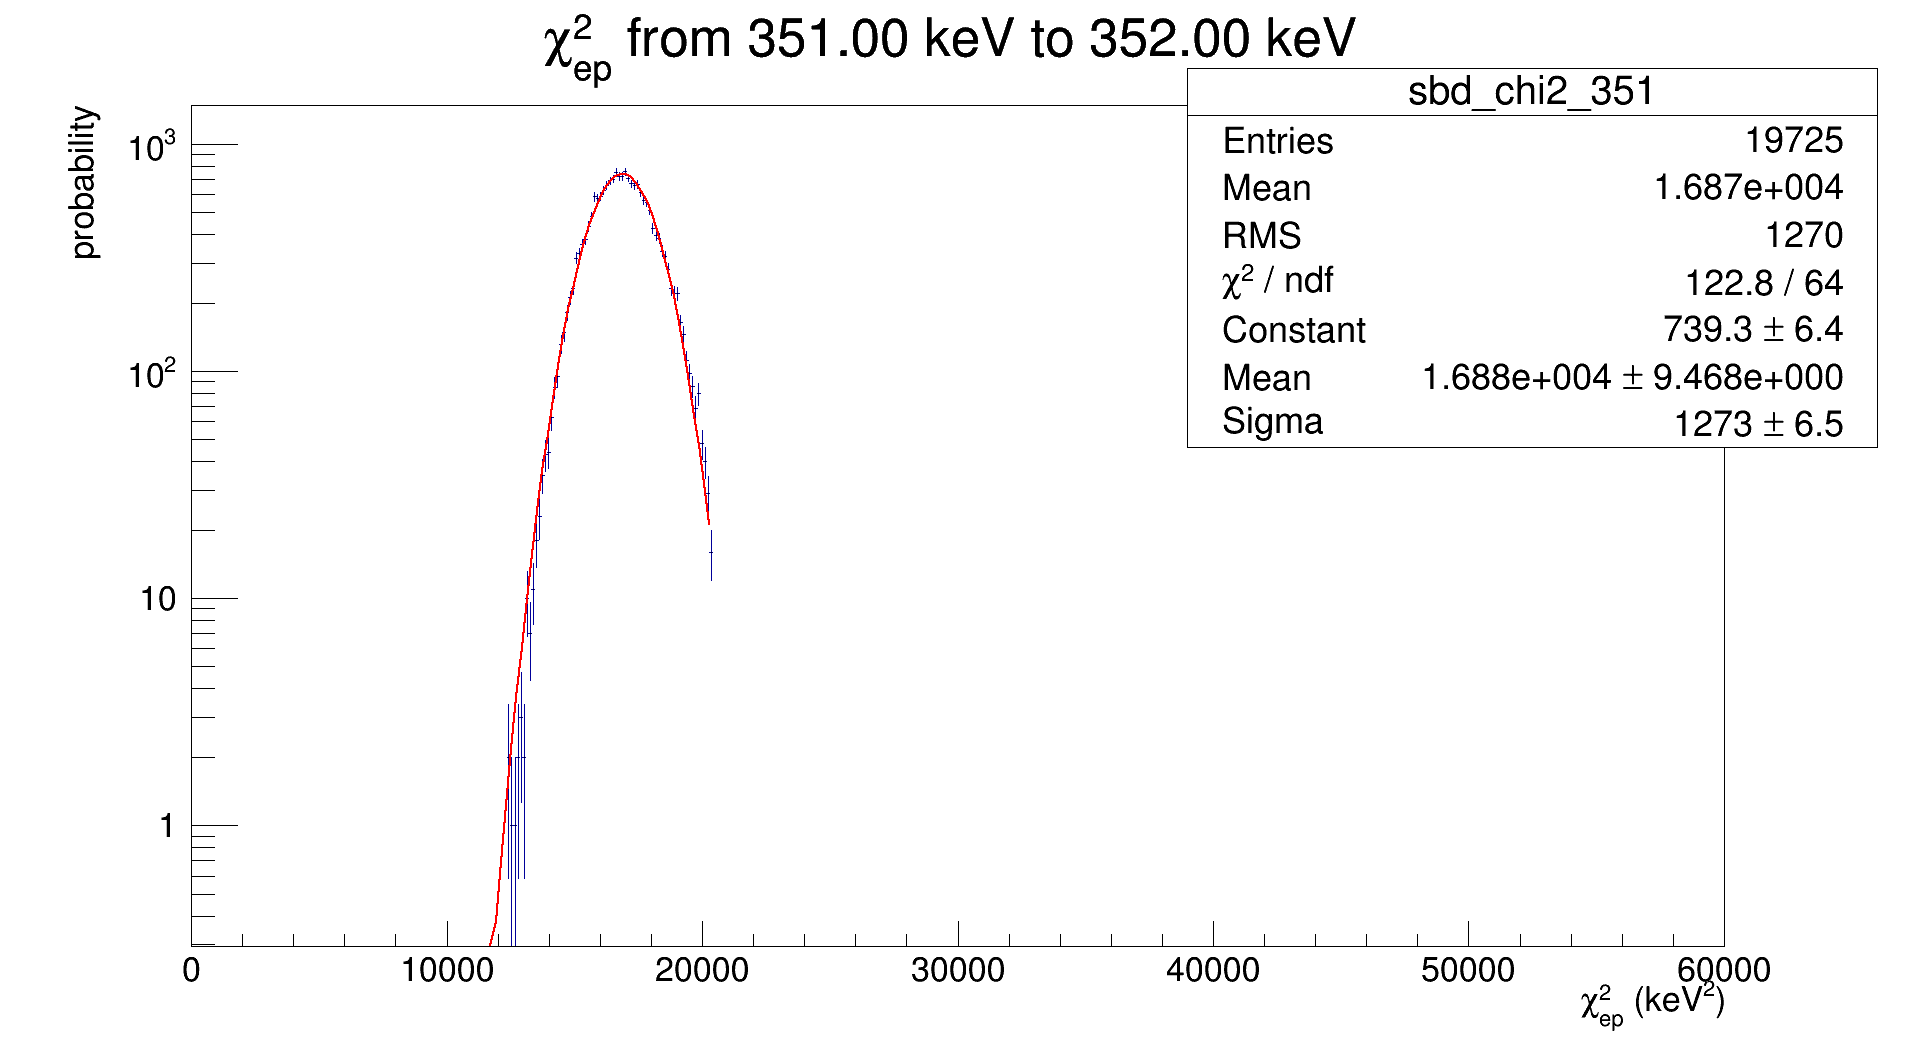 χ²ep from 351.00 keV to 352.00 keV
sbd_chi2_351
Entries 19725
Mean 1.687e+004
RMS 1270
χ² / ndf 122.8 / 64
Constant 739.3 ± 6.4
Mean 1.688e+004 ± 9.468e+000
Sigma 1273 ± 6.5
probability
10³
10²
10
1
0 10000 20000 30000 40000 50000 60000
χ²ep (keV²)